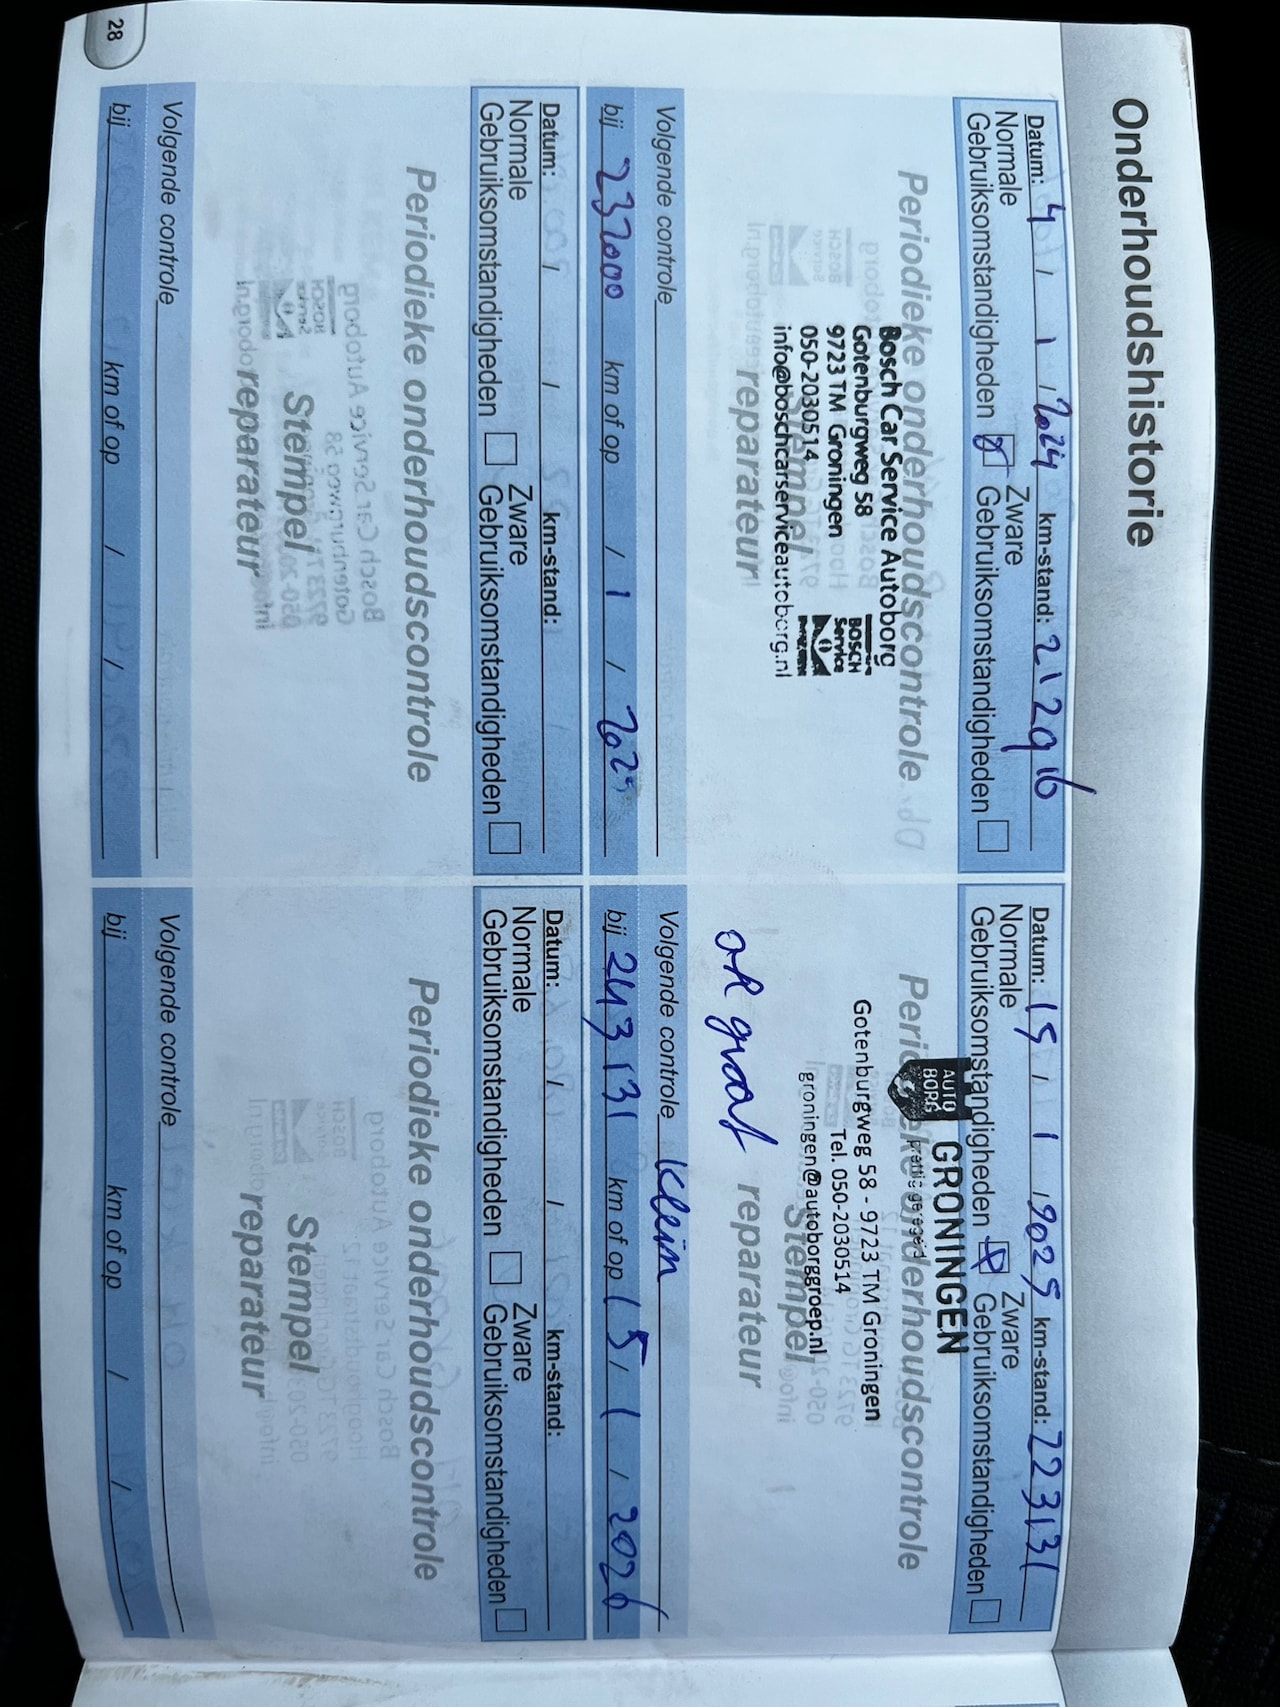 Onderhoudshistorie
Datum: 4 / 1 / 2024 km-stand: 212916
Normale
Gebruiksomstandigheden
Zware
Gebruiksomstandigheden
Periodieke onderhoudscontrole
Bosch Car Service Autoborg
Gotenburgweg 58
9723 TM Groningen
050-2030514
info@boschcarserviceautoborg.nl
BOSCH
Service
Stempel
reparateur
Volgende controle
bij 232000 km of op / 1 / 2025
Datum: 15 / 1 / 2025 km-stand: 223131
Normale
Gebruiksomstandigheden
Zware
Gebruiksomstandigheden
Periodieke onderhoudscontrole
AUTO
BORG
GRONINGEN
prettig geregeld
Gotenburgweg 58 - 9723 TM Groningen
Tel. 050-2030514
groningen@autoborggroep.nl
Stempel
reparateur
groot
Volgende controle Klein
bij 243131 km of op 15 / 1 / 2026
Datum: / / km-stand:
Normale
Gebruiksomstandigheden
Zware
Gebruiksomstandigheden
Periodieke onderhoudscontrole
Stempel
reparateur
Volgende controle
bij km of op / /
Datum: / / km-stand:
Normale
Gebruiksomstandigheden
Zware
Gebruiksomstandigheden
Periodieke onderhoudscontrole
Stempel
reparateur
Volgende controle
bij km of op / /
28